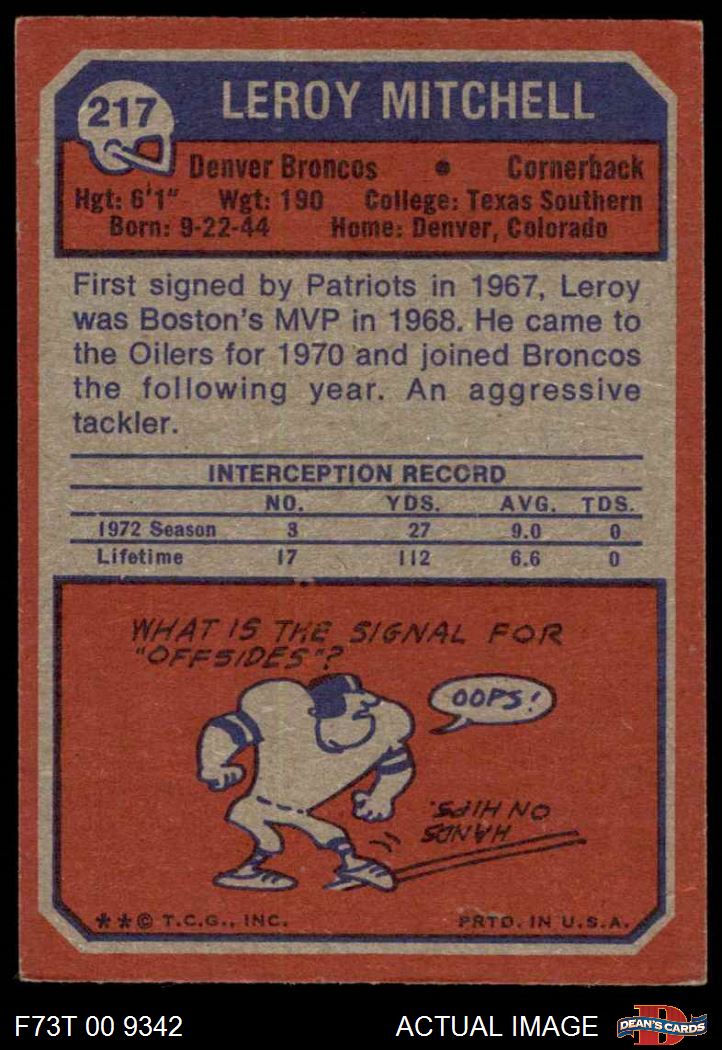 217
LEROY MITCHELL
Denver Broncos • Cornerback
Hgt: 6'1" Wgt: 190 College: Texas Southern
Born: 9-22-44 Home: Denver, Colorado
First signed by Patriots in 1967, Leroy
was Boston's MVP in 1968. He came to
the Oilers for 1970 and joined Broncos
the following year. An aggressive
tackler.
INTERCEPTION RECORD
NO. YDS. AVG. TDS.
1972 Season 3 27 9.0 0
Lifetime 17 112 6.6 0
WHAT IS THE SIGNAL FOR
"OFFSIDES"?
OOPS!
HANDS
ON HIPS.
**© T.C.G., INC. PRTD. IN U.S.A.
F73T 00 9342 ACTUAL IMAGE
D
DEAN'S CARDS